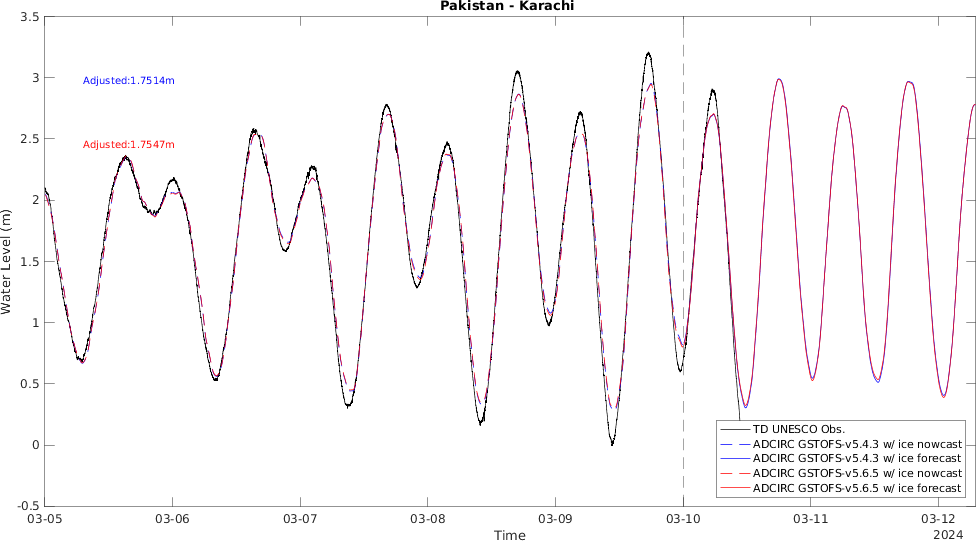 Pakistan - Karachi
3.5
3
2.5
2
1.5
1
0.5
0
-0.5
Water Level (m)
Adjusted:1.7514m
Adjusted:1.7547m
TD UNESCO Obs.
ADCIRC GSTOFS-v5.4.3 w/ ice nowcast
ADCIRC GSTOFS-v5.4.3 w/ ice forecast
ADCIRC GSTOFS-v5.6.5 w/ ice nowcast
ADCIRC GSTOFS-v5.6.5 w/ ice forecast
03-05 03-06 03-07 03-08 03-09 03-10 03-11 03-12
Time
2024